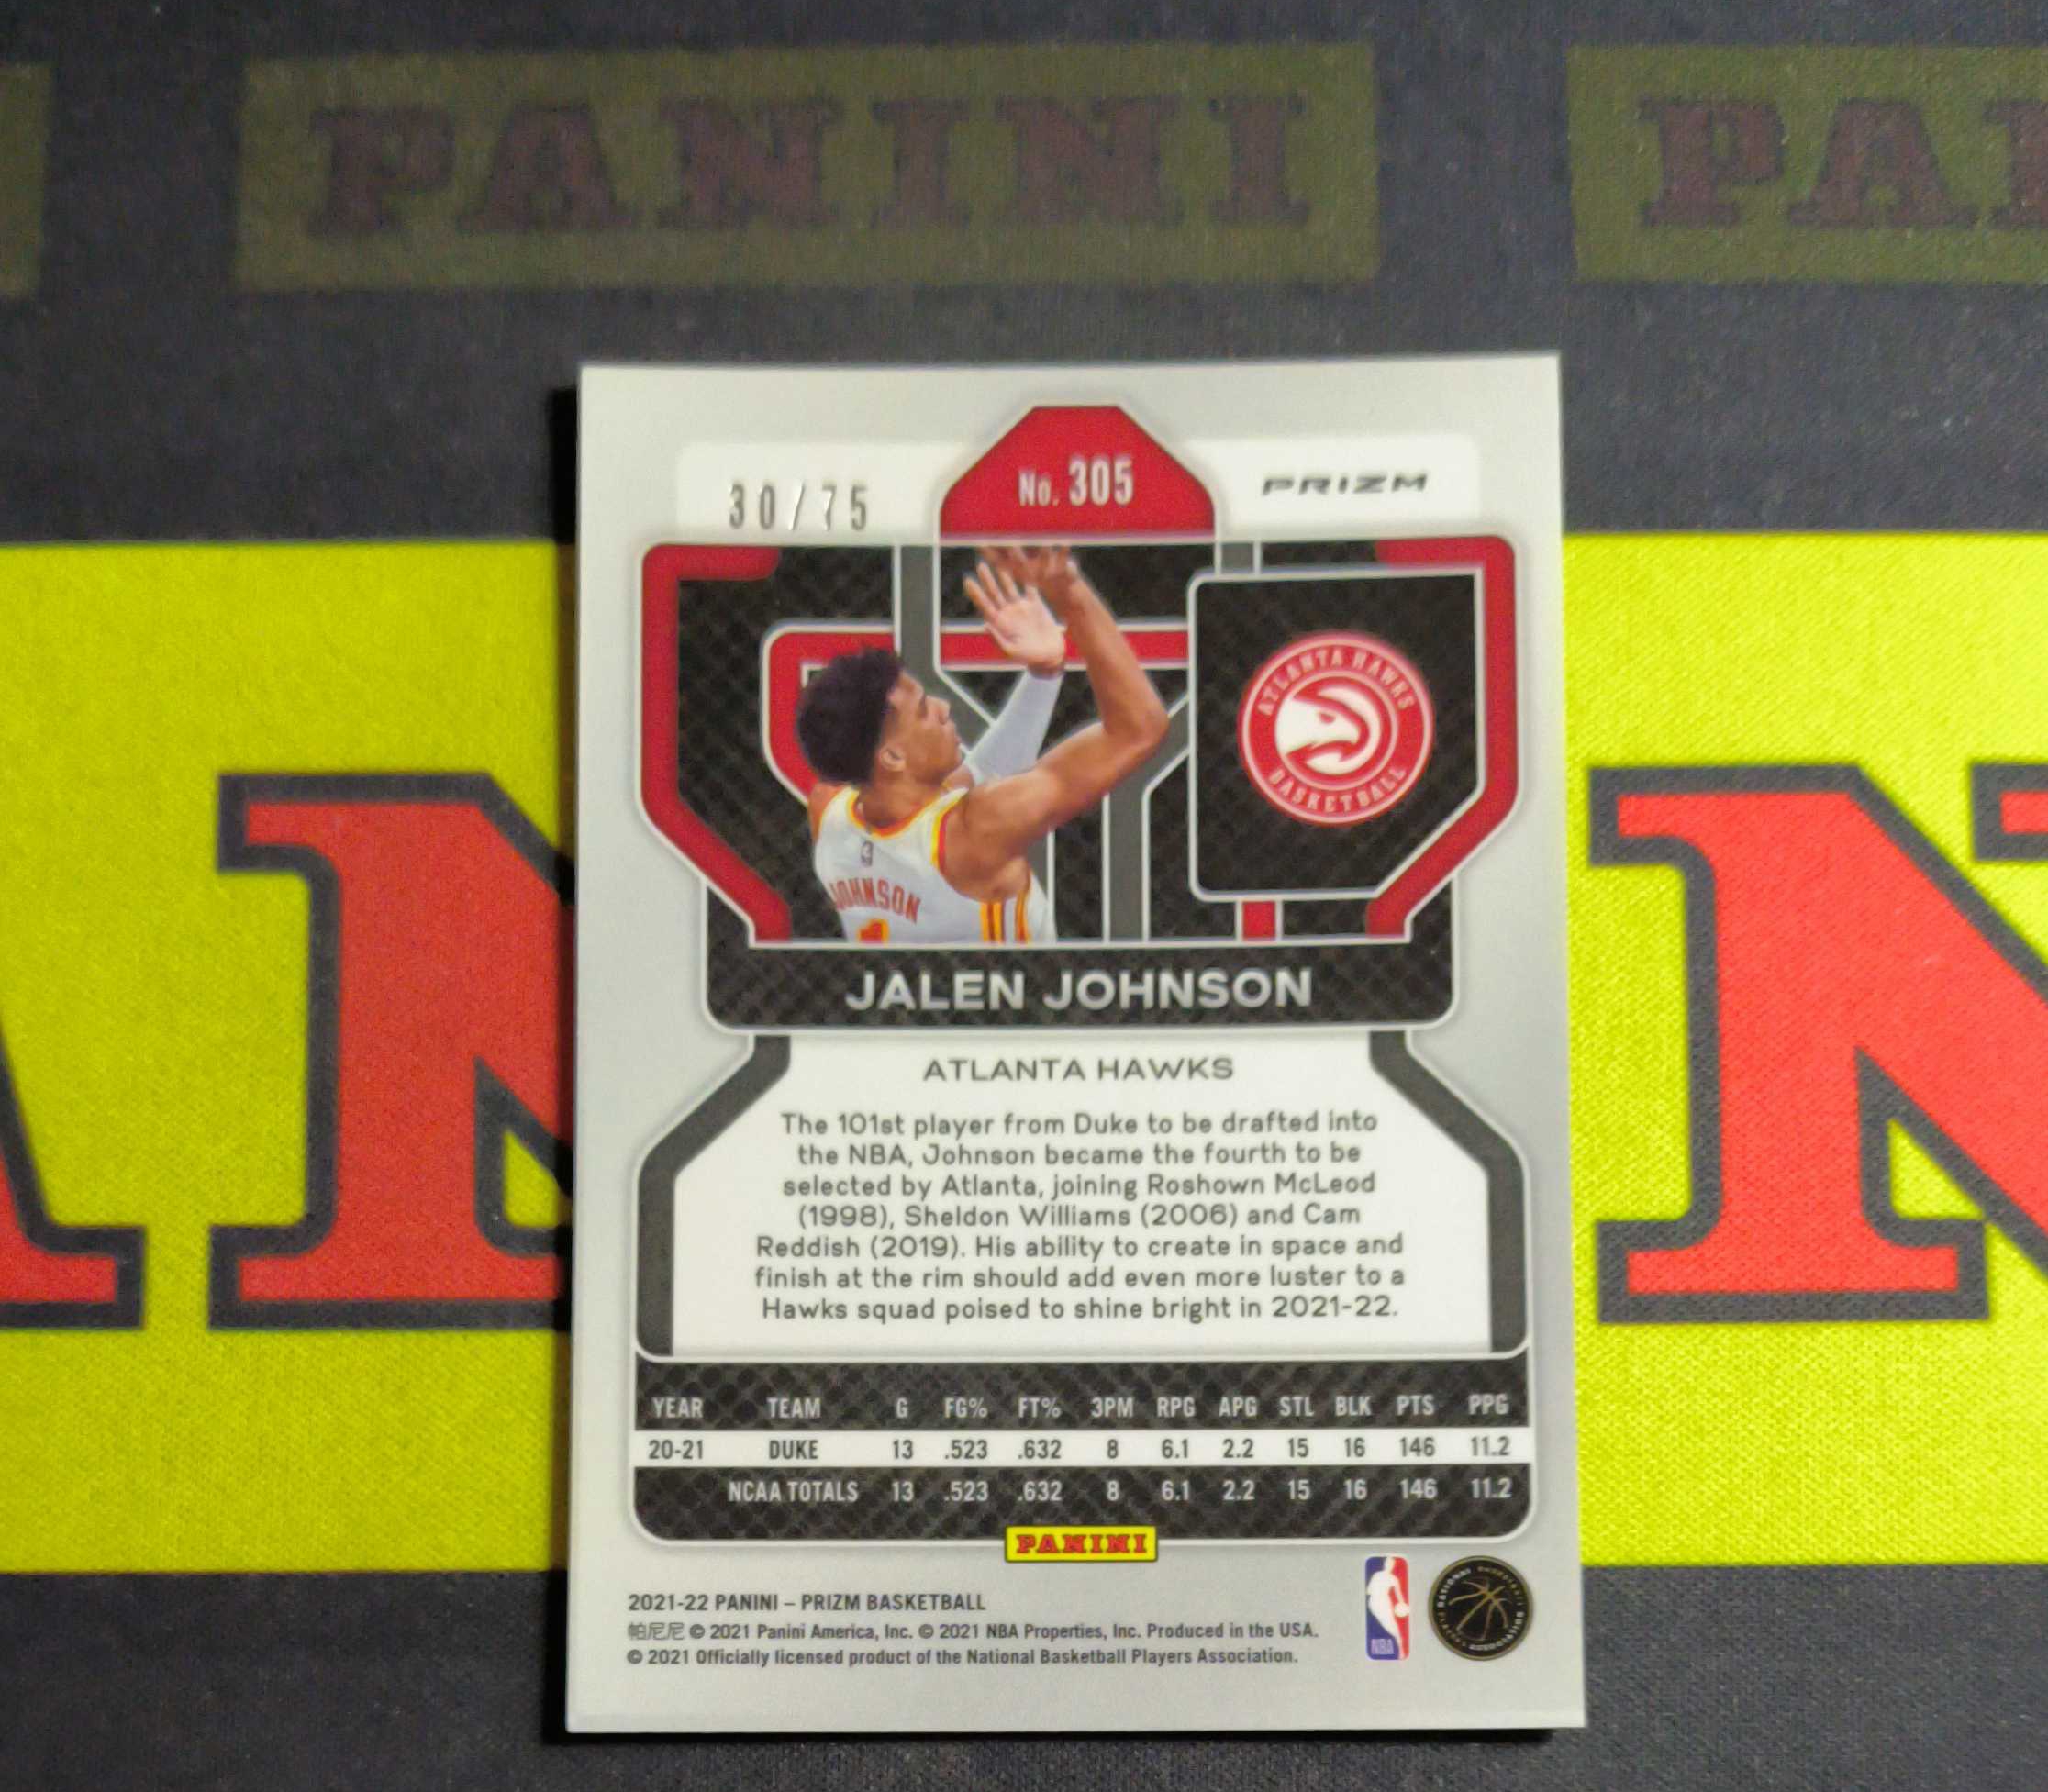 PANINI
PA
30/75
No. 305
PRIZM
ATLANTA HAWKS
BASKETBALL
JOHNSON
1
JALEN JOHNSON
ATLANTA HAWKS
The 101st player from Duke to be drafted into
the NBA, Johnson became the fourth to be
selected by Atlanta, joining Roshown McLeod
(1998), Sheldon Williams (2006) and Cam
Reddish (2019). His ability to create in space and
finish at the rim should add even more luster to a
Hawks squad poised to shine bright in 2021-22.
YEAR TEAM G FG% FT% 3PM RPG APG STL BLK PTS PPG
20-21 DUKE 13 .523 .632 8 6.1 2.2 15 16 146 11.2
NCAA TOTALS 13 .523 .632 8 6.1 2.2 15 16 146 11.2
PANINI
2021-22 PANINI – PRIZM BASKETBALL
帕尼尼 © 2021 Panini America, Inc. © 2021 NBA Properties, Inc. Produced in the USA.
© 2021 Officially licensed product of the National Basketball Players Association.
NBA